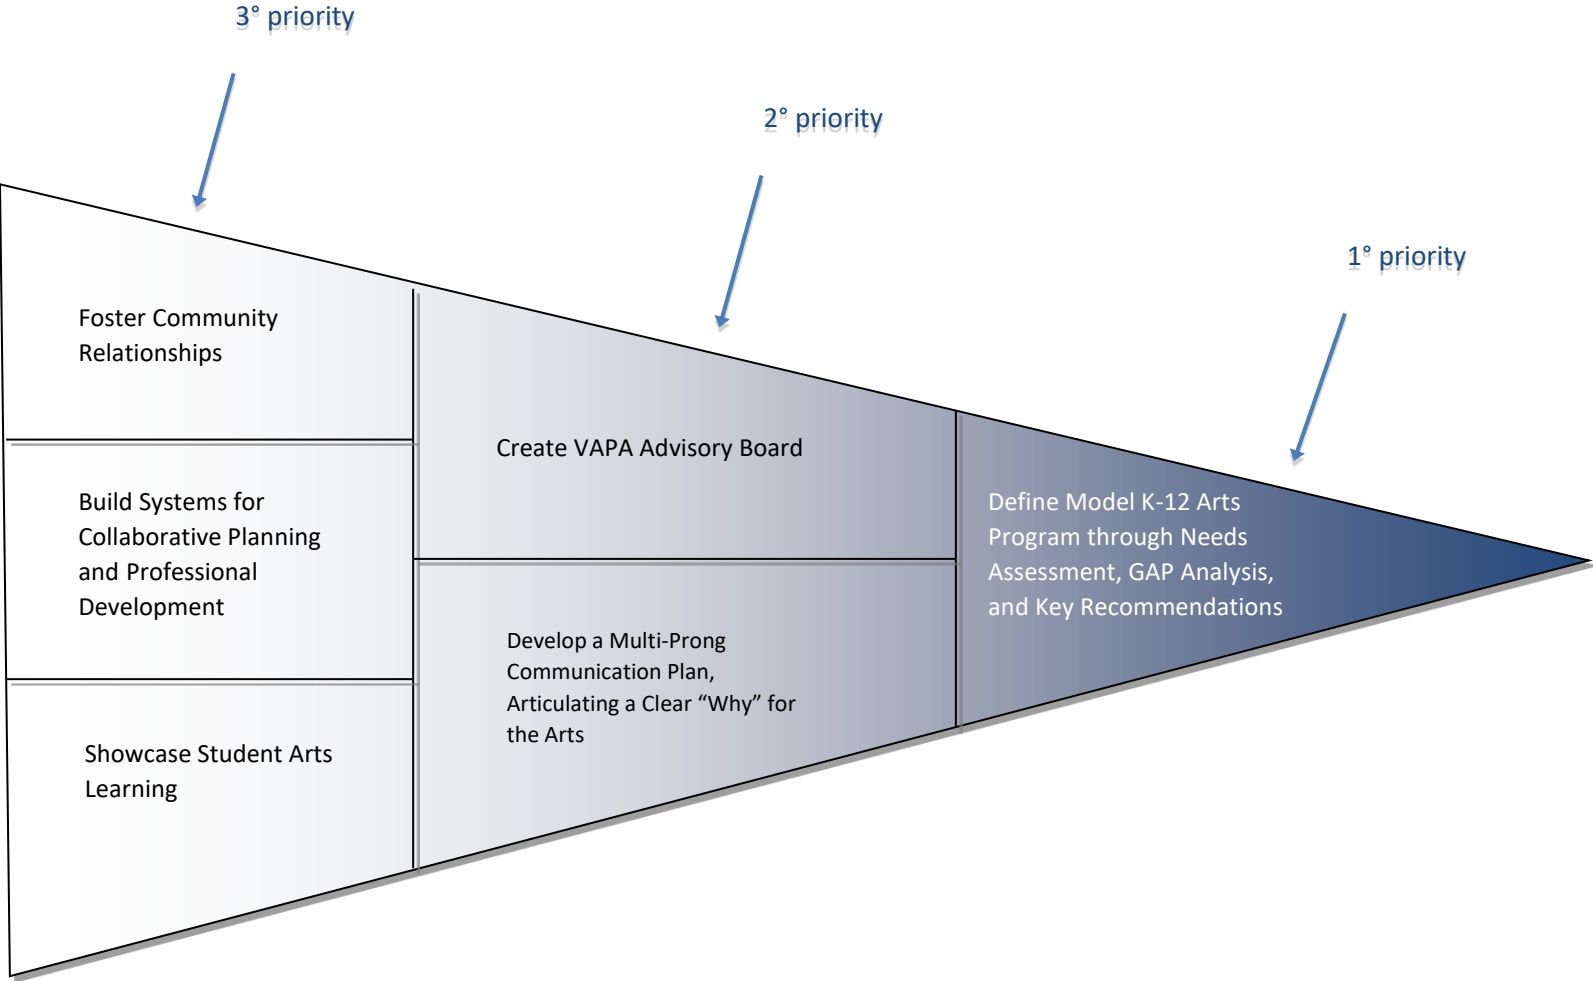 3° priority
2° priority
1° priority
Foster Community
Relationships
Build Systems for
Collaborative Planning
and Professional
Development
Showcase Student Arts
Learning
Create VAPA Advisory Board
Develop a Multi-Prong
Communication Plan,
Articulating a Clear “Why” for
the Arts
Define Model K-12 Arts
Program through Needs
Assessment, GAP Analysis,
and Key Recommendations